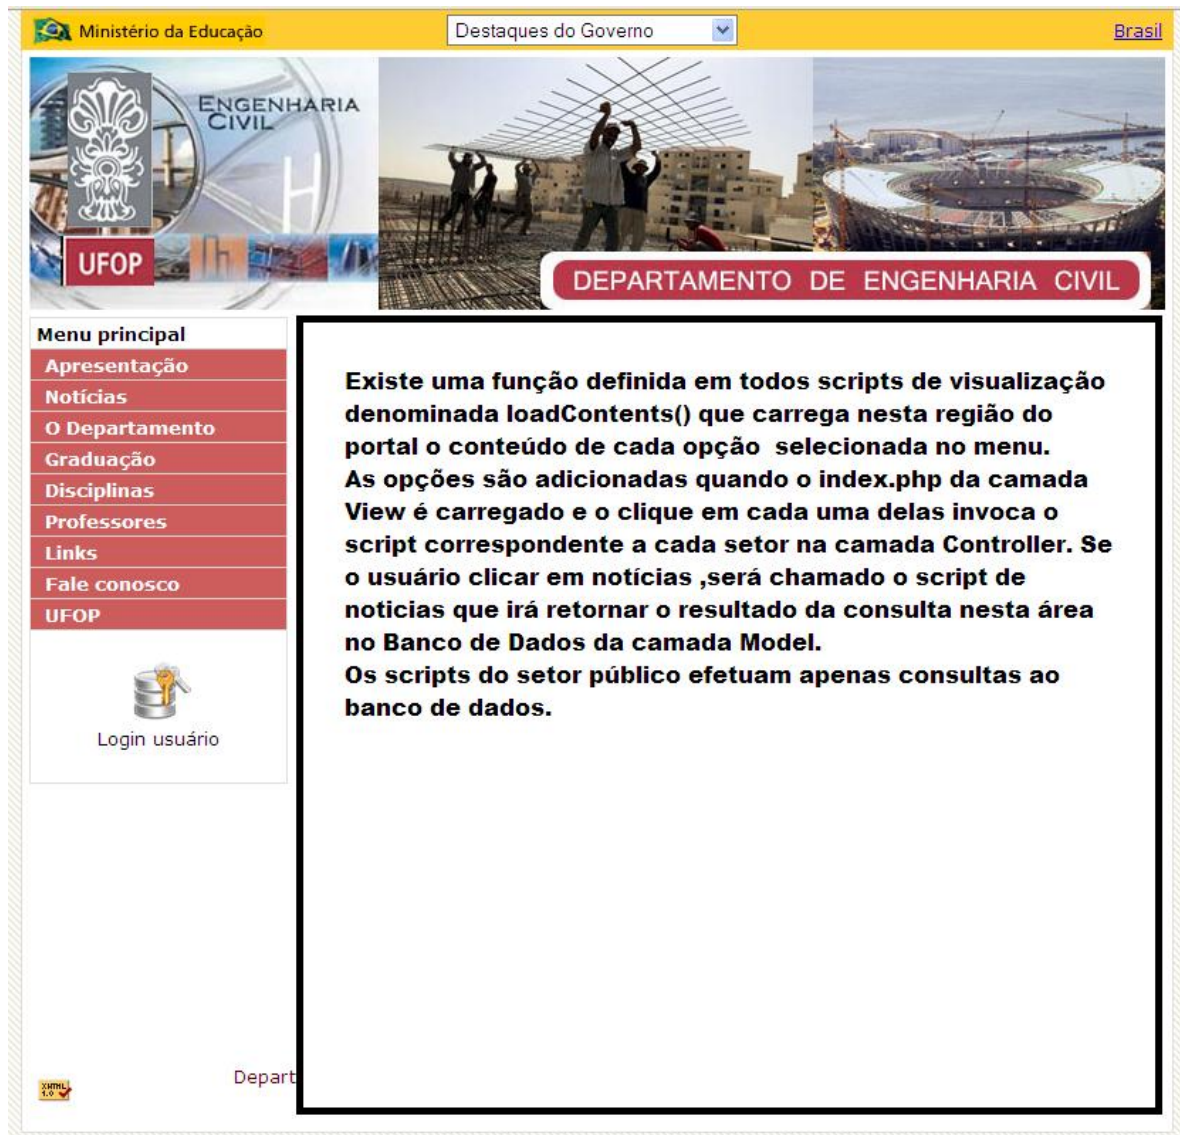 Ministério da Educação
Destaques do Governo
Brasil
ENGENHARIA
CIVIL
UFOP
DEPARTAMENTO DE ENGENHARIA CIVIL
Menu principal
Apresentação
Notícias
O Departamento
Graduação
Disciplinas
Professores
Links
Fale conosco
UFOP
Login usuário
Existe uma função definida em todos scripts de visualização
denominada loadContents() que carrega nesta região do
portal o conteúdo de cada opção selecionada no menu.
As opções são adicionadas quando o index.php da camada
View é carregado e o clique em cada uma delas invoca o
script correspondente a cada setor na camada Controller. Se
o usuário clicar em notícias ,será chamado o script de
noticias que irá retornar o resultado da consulta nesta área
no Banco de Dados da camada Model.
Os scripts do setor público efetuam apenas consultas ao
banco de dados.
Depart
XHTML
1.0